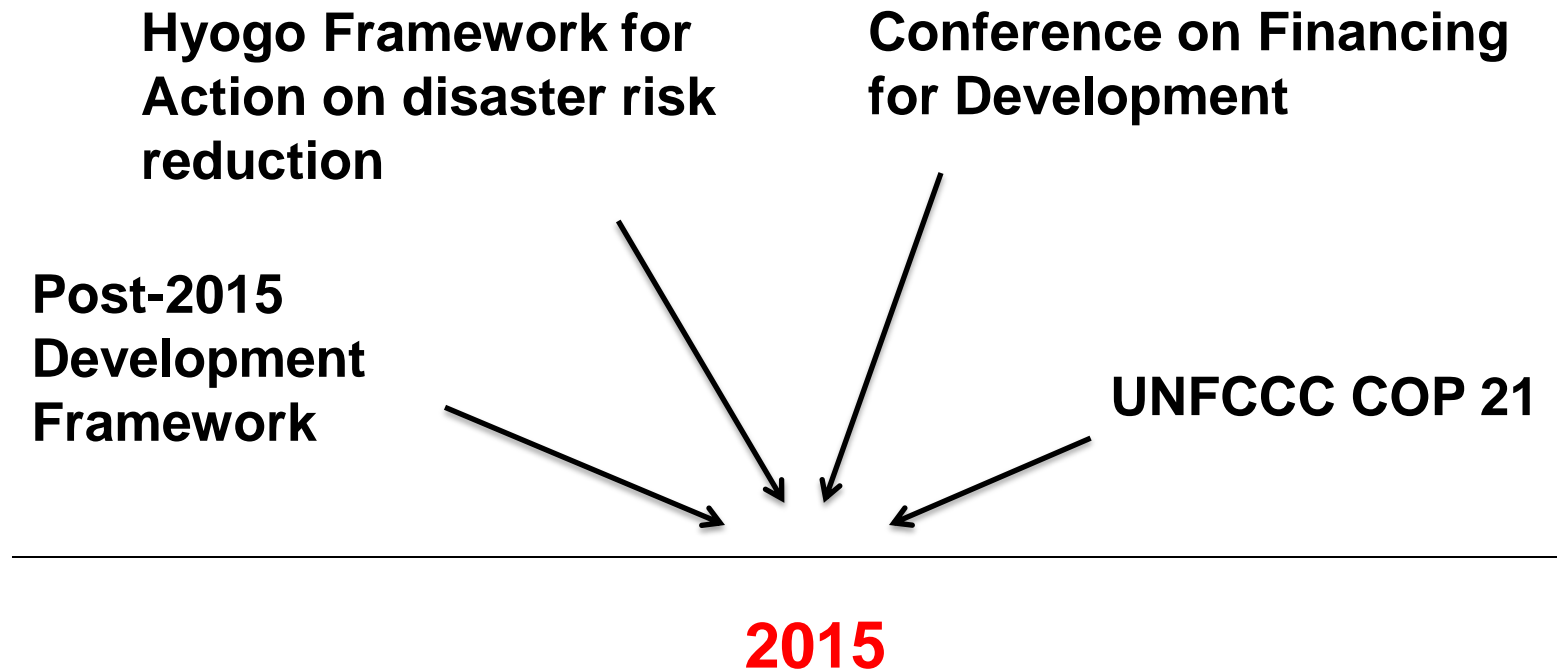 Hyogo Framework for
Action on disaster risk
reduction
Conference on Financing
for Development
Post-2015
Development
Framework
UNFCCC COP 21
2015